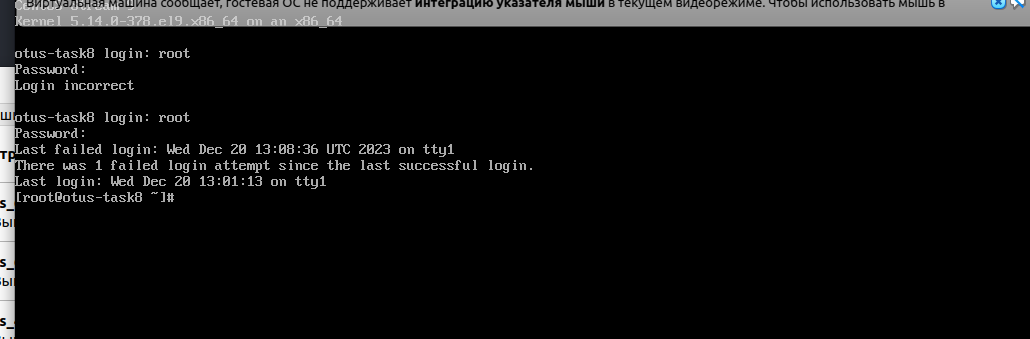 Виртуальная машина сообщает, гостевая ОС не поддерживает интеграцию указателя мыши в текущем видеорежиме. Чтобы использовать мышь в
Kernel 5.14.0-378.el9.x86_64 on an x86_64
otus-task8 login: root
Password:
Login incorrect
otus-task8 login: root
Password:
Last failed login: Wed Dec 20 13:08:36 UTC 2023 on tty1
There was 1 failed login attempt since the last successful login.
Last login: Wed Dec 20 13:01:13 on tty1
[root@otus-task8 ~]#